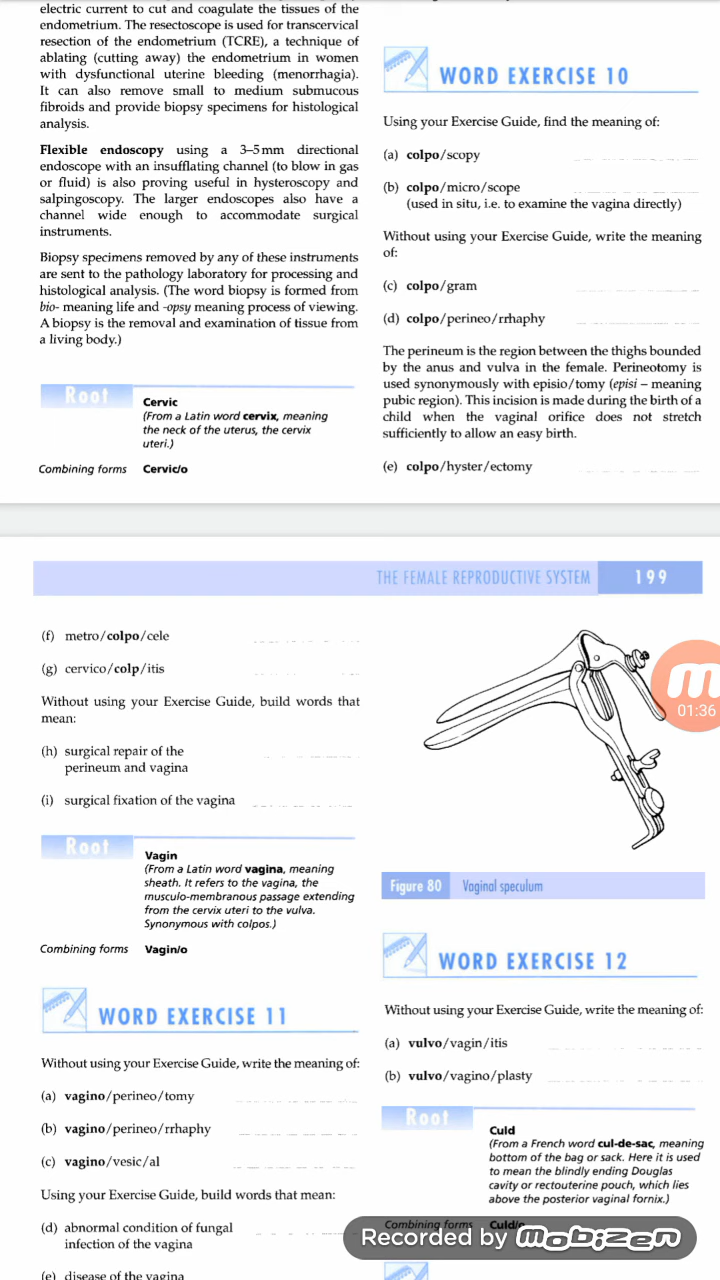 electric current to cut and coagulate the tissues of the
endometrium. The resectoscope is used for transcervical
resection of the endometrium (TCRE), a technique of
ablating (cutting away) the endometrium in women
with dysfunctional uterine bleeding (menorrhagia).
It can also remove small to medium submucous
fibroids and provide biopsy specimens for histological
analysis.
Flexible endoscopy using a 3–5 mm directional
endoscope with an insufflating channel (to blow in gas
or fluid) is also proving useful in hysteroscopy and
salpingoscopy. The larger endoscopes also have a
channel wide enough to accommodate surgical
instruments.
Biopsy specimens removed by any of these instruments
are sent to the pathology laboratory for processing and
histological analysis. (The word biopsy is formed from
bio- meaning life and -opsy meaning process of viewing.
A biopsy is the removal and examination of tissue from
a living body.)
Root
Cervic
(From a Latin word cervix, meaning
the neck of the uterus, the cervix
uteri.)
Combining forms Cervic/o
WORD EXERCISE 10
Using your Exercise Guide, find the meaning of:
(a) colpo/scopy
(b) colpo/micro/scope
(used in situ, i.e. to examine the vagina directly)
Without using your Exercise Guide, write the meaning
of:
(c) colpo/gram
(d) colpo/perineo/rrhaphy
The perineum is the region between the thighs bounded
by the anus and vulva in the female. Perineotomy is
used synonymously with episio/tomy (episi – meaning
pubic region). This incision is made during the birth of a
child when the vaginal orifice does not stretch
sufficiently to allow an easy birth.
(e) colpo/hyster/ectomy
THE FEMALE REPRODUCTIVE SYSTEM 199
(f) metro/colpo/cele
(g) cervico/colp/itis
Without using your Exercise Guide, build words that
mean:
(h) surgical repair of the
perineum and vagina
(i) surgical fixation of the vagina
Root
Vagin
(From a Latin word vagina, meaning
sheath. It refers to the vagina, the
musculo-membranous passage extending
from the cervix uteri to the vulva.
Synonymous with colpos.)
Combining forms Vagin/o
WORD EXERCISE 11
Without using your Exercise Guide, write the meaning of:
(a) vagino/perineo/tomy
(b) vagino/perineo/rrhaphy
(c) vagino/vesic/al
Using your Exercise Guide, build words that mean:
(d) abnormal condition of fungal
infection of the vagina
(e) disease of the vagina
01:36
Figure 80 Vaginal speculum
WORD EXERCISE 12
Without using your Exercise Guide, write the meaning of:
(a) vulvo/vagin/itis
(b) vulvo/vagino/plasty
Root
Culd
(From a French word cul-de-sac, meaning
bottom of the bag or sack. Here it is used
to mean the blindly ending Douglas
cavity or rectouterine pouch, which lies
above the posterior vaginal fornix.)
Combining forms Culd/o
Recorded by mobizen